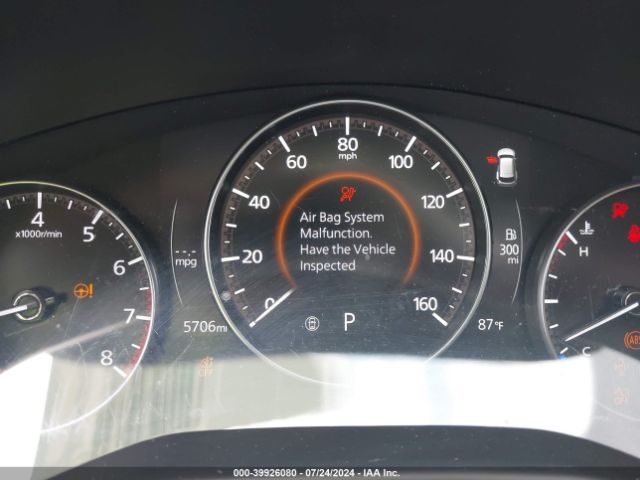 80
mph
60
100
40
120
20
140
0
160
4
x1000r/min
5
6
7
8
Air Bag System
Malfunction.
Have the Vehicle
Inspected
--.-
mpg
300
mi
5706mi
P
87°F
H
C
ABS
000-39926080 - 07/24/2024 - IAA Inc.